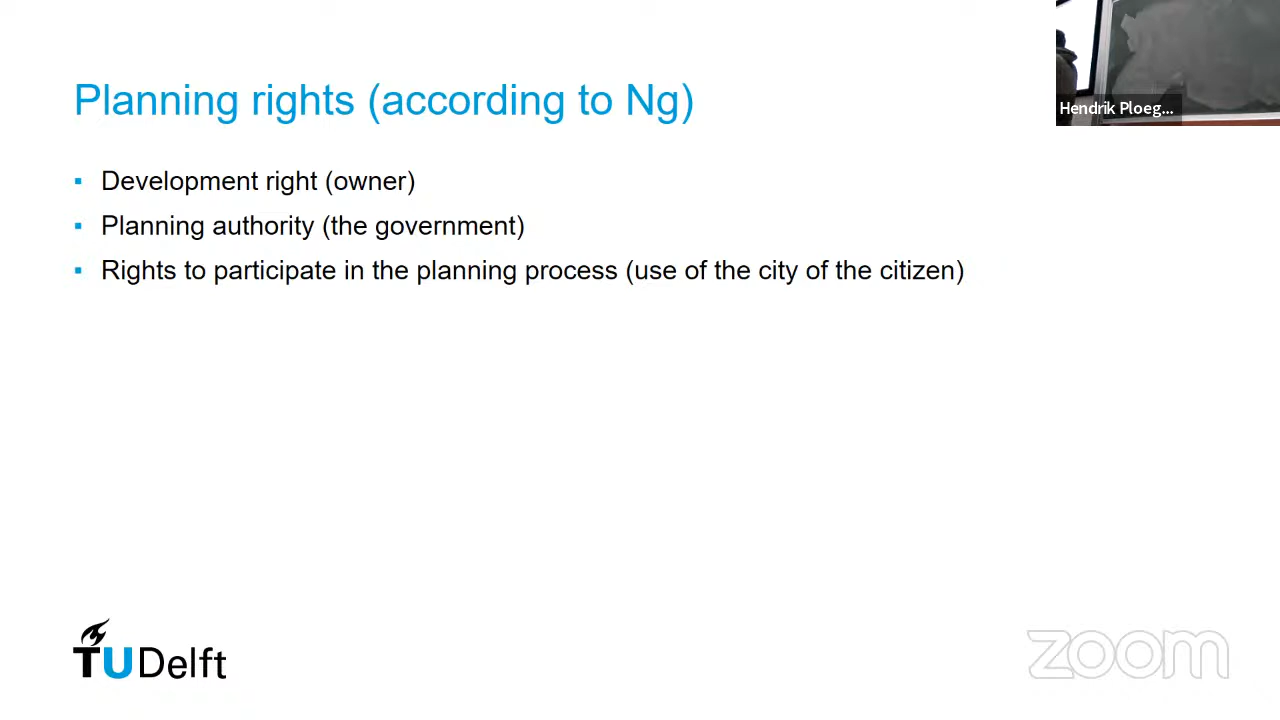 Planning rights (according to Ng)
Hendrik Ploeg...
Development right (owner)
Planning authority (the government)
Rights to participate in the planning process (use of the city of the citizen)
TU Delft
zoom